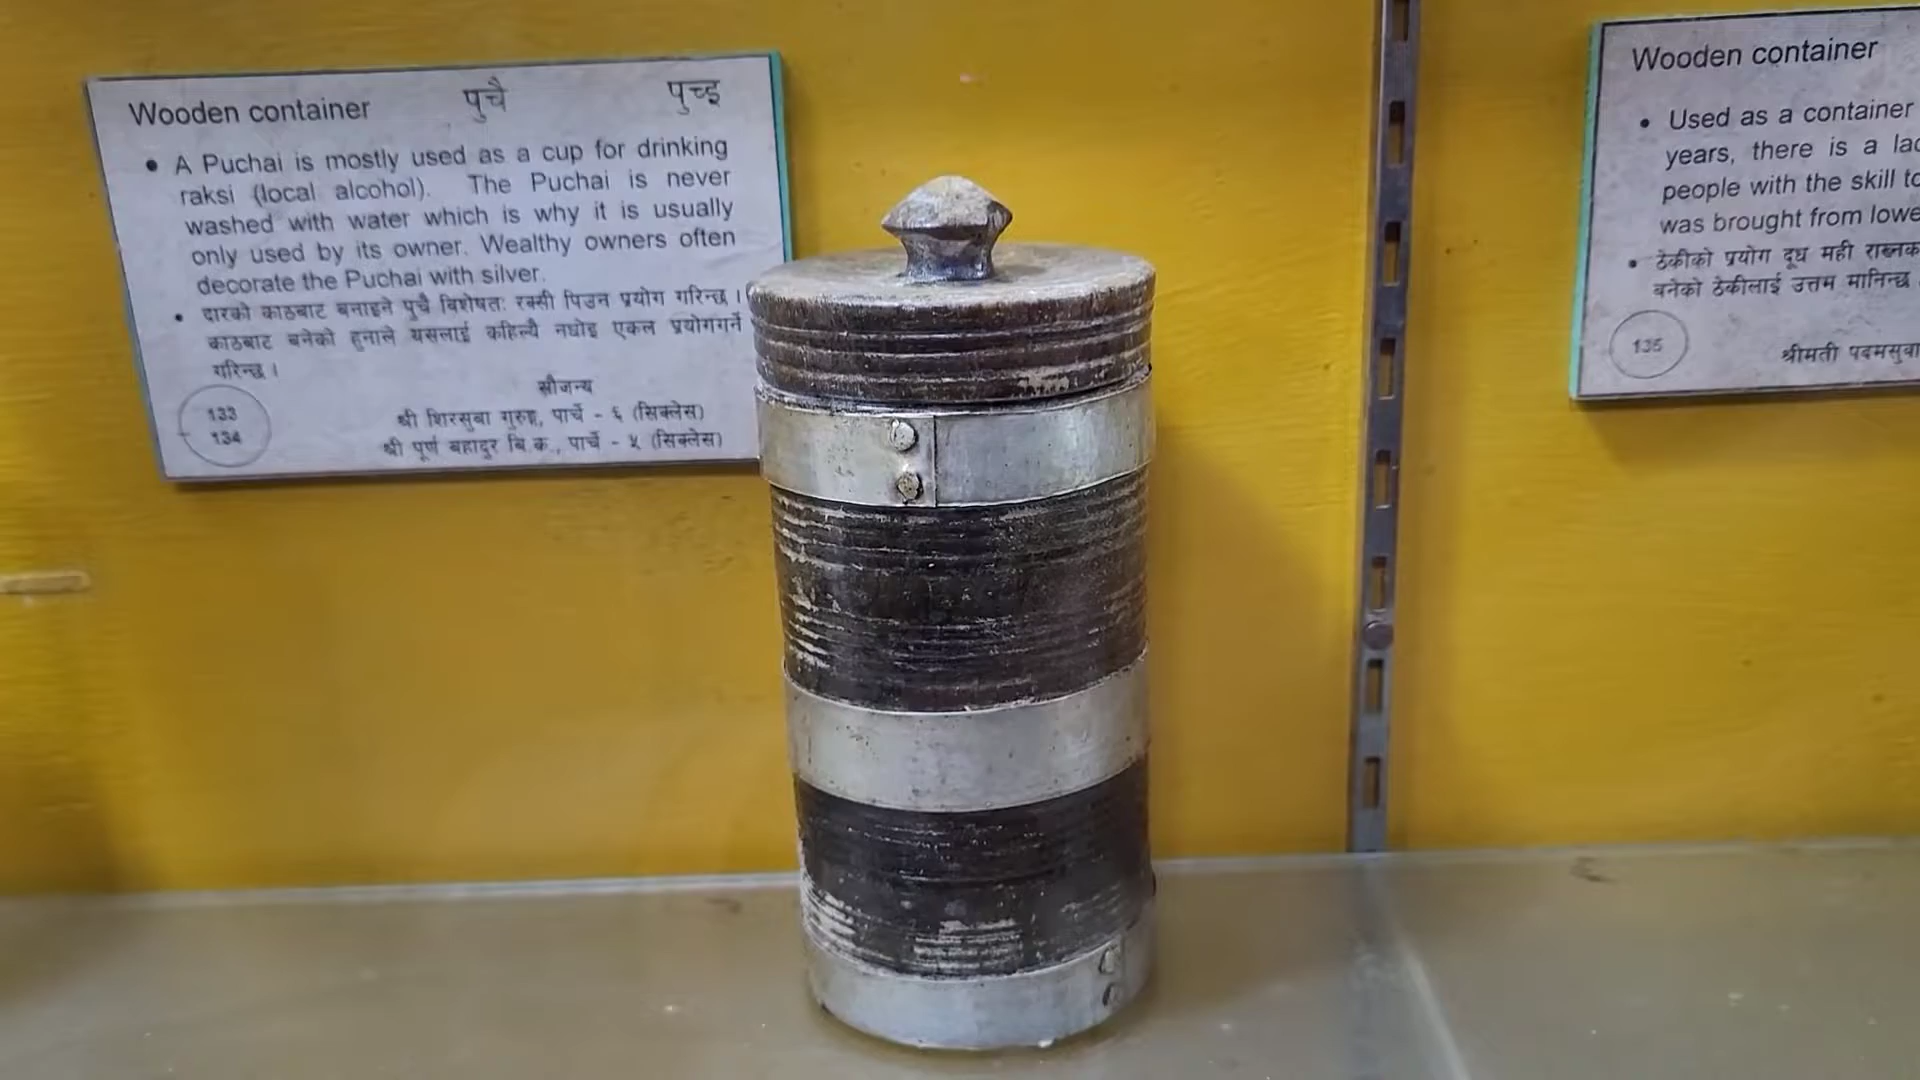 Wooden container पुचै पुच्इ
A Puchai is mostly used as a cup for drinking
raksi (local alcohol). The Puchai is never
washed with water which is why it is usually
only used by its owner. Wealthy owners often
decorate the Puchai with silver.
दारको काठबाट बनाइने पुचै विशेषतः रक्सी पिउन प्रयोग गरिन्छ ।
काठबाट बनेको हुनाले यसलाई कहिल्यै नधोइ एकल प्रयोगगर्ने
गरिन्छ ।
सौजन्य
133
श्री शिरसुबा गुरुङ्ग, पार्चे - ६ (सिक्लेस)
134
श्री पूर्ण बहादुर बि.क., पार्चे - ५ (सिक्लेस)
Wooden container
Used as a container
years, there is a
people with the skill
was brought from
ठेकीको प्रयोग दूध मही
बनेको ठेकीलाई उत्तम मानिन्छ
135
श्रीमती